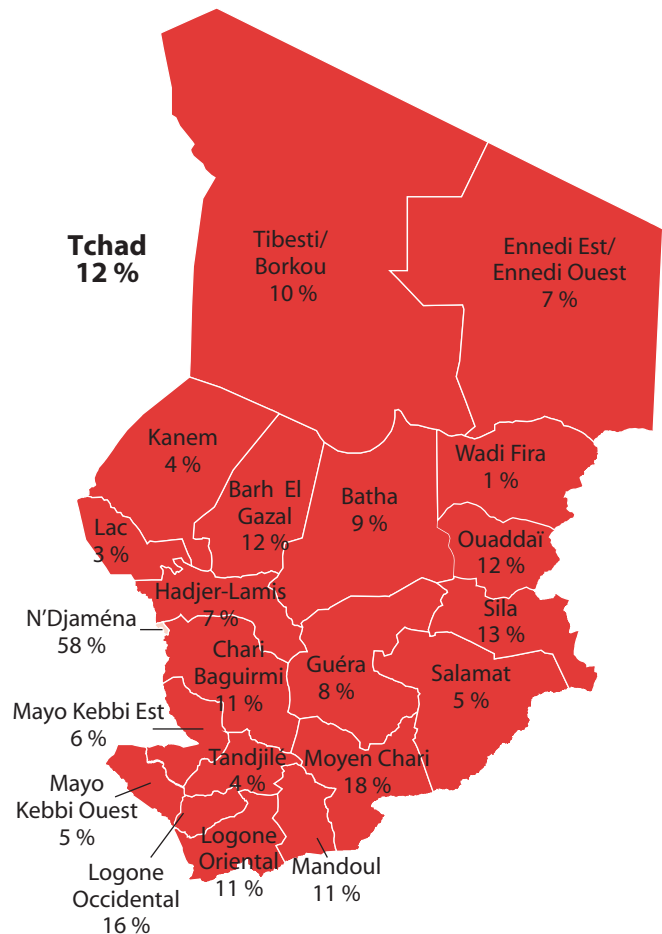 Tchad
12 %
Tibesti/
Borkou
10 %
Ennedi Est/
Ennedi Ouest
7 %
Kanem
4 %
Wadi Fira
1 %
Barh El
Gazal
12 %
Batha
9 %
Lac
3 %
Ouaddaï
12 %
Hadjer-Lamis
7 %
Sila
13 %
N’Djaména
58 %
Chari
Baguirmi
11 %
Guéra
8 %
Salamat
5 %
Mayo Kebbi Est
6 %
Tandjilé
4 %
Moyen Chari
18 %
Mayo
Kebbi Ouest
5 %
Logone
Occidental
16 %
Logone
Oriental
11 %
Mandoul
11 %